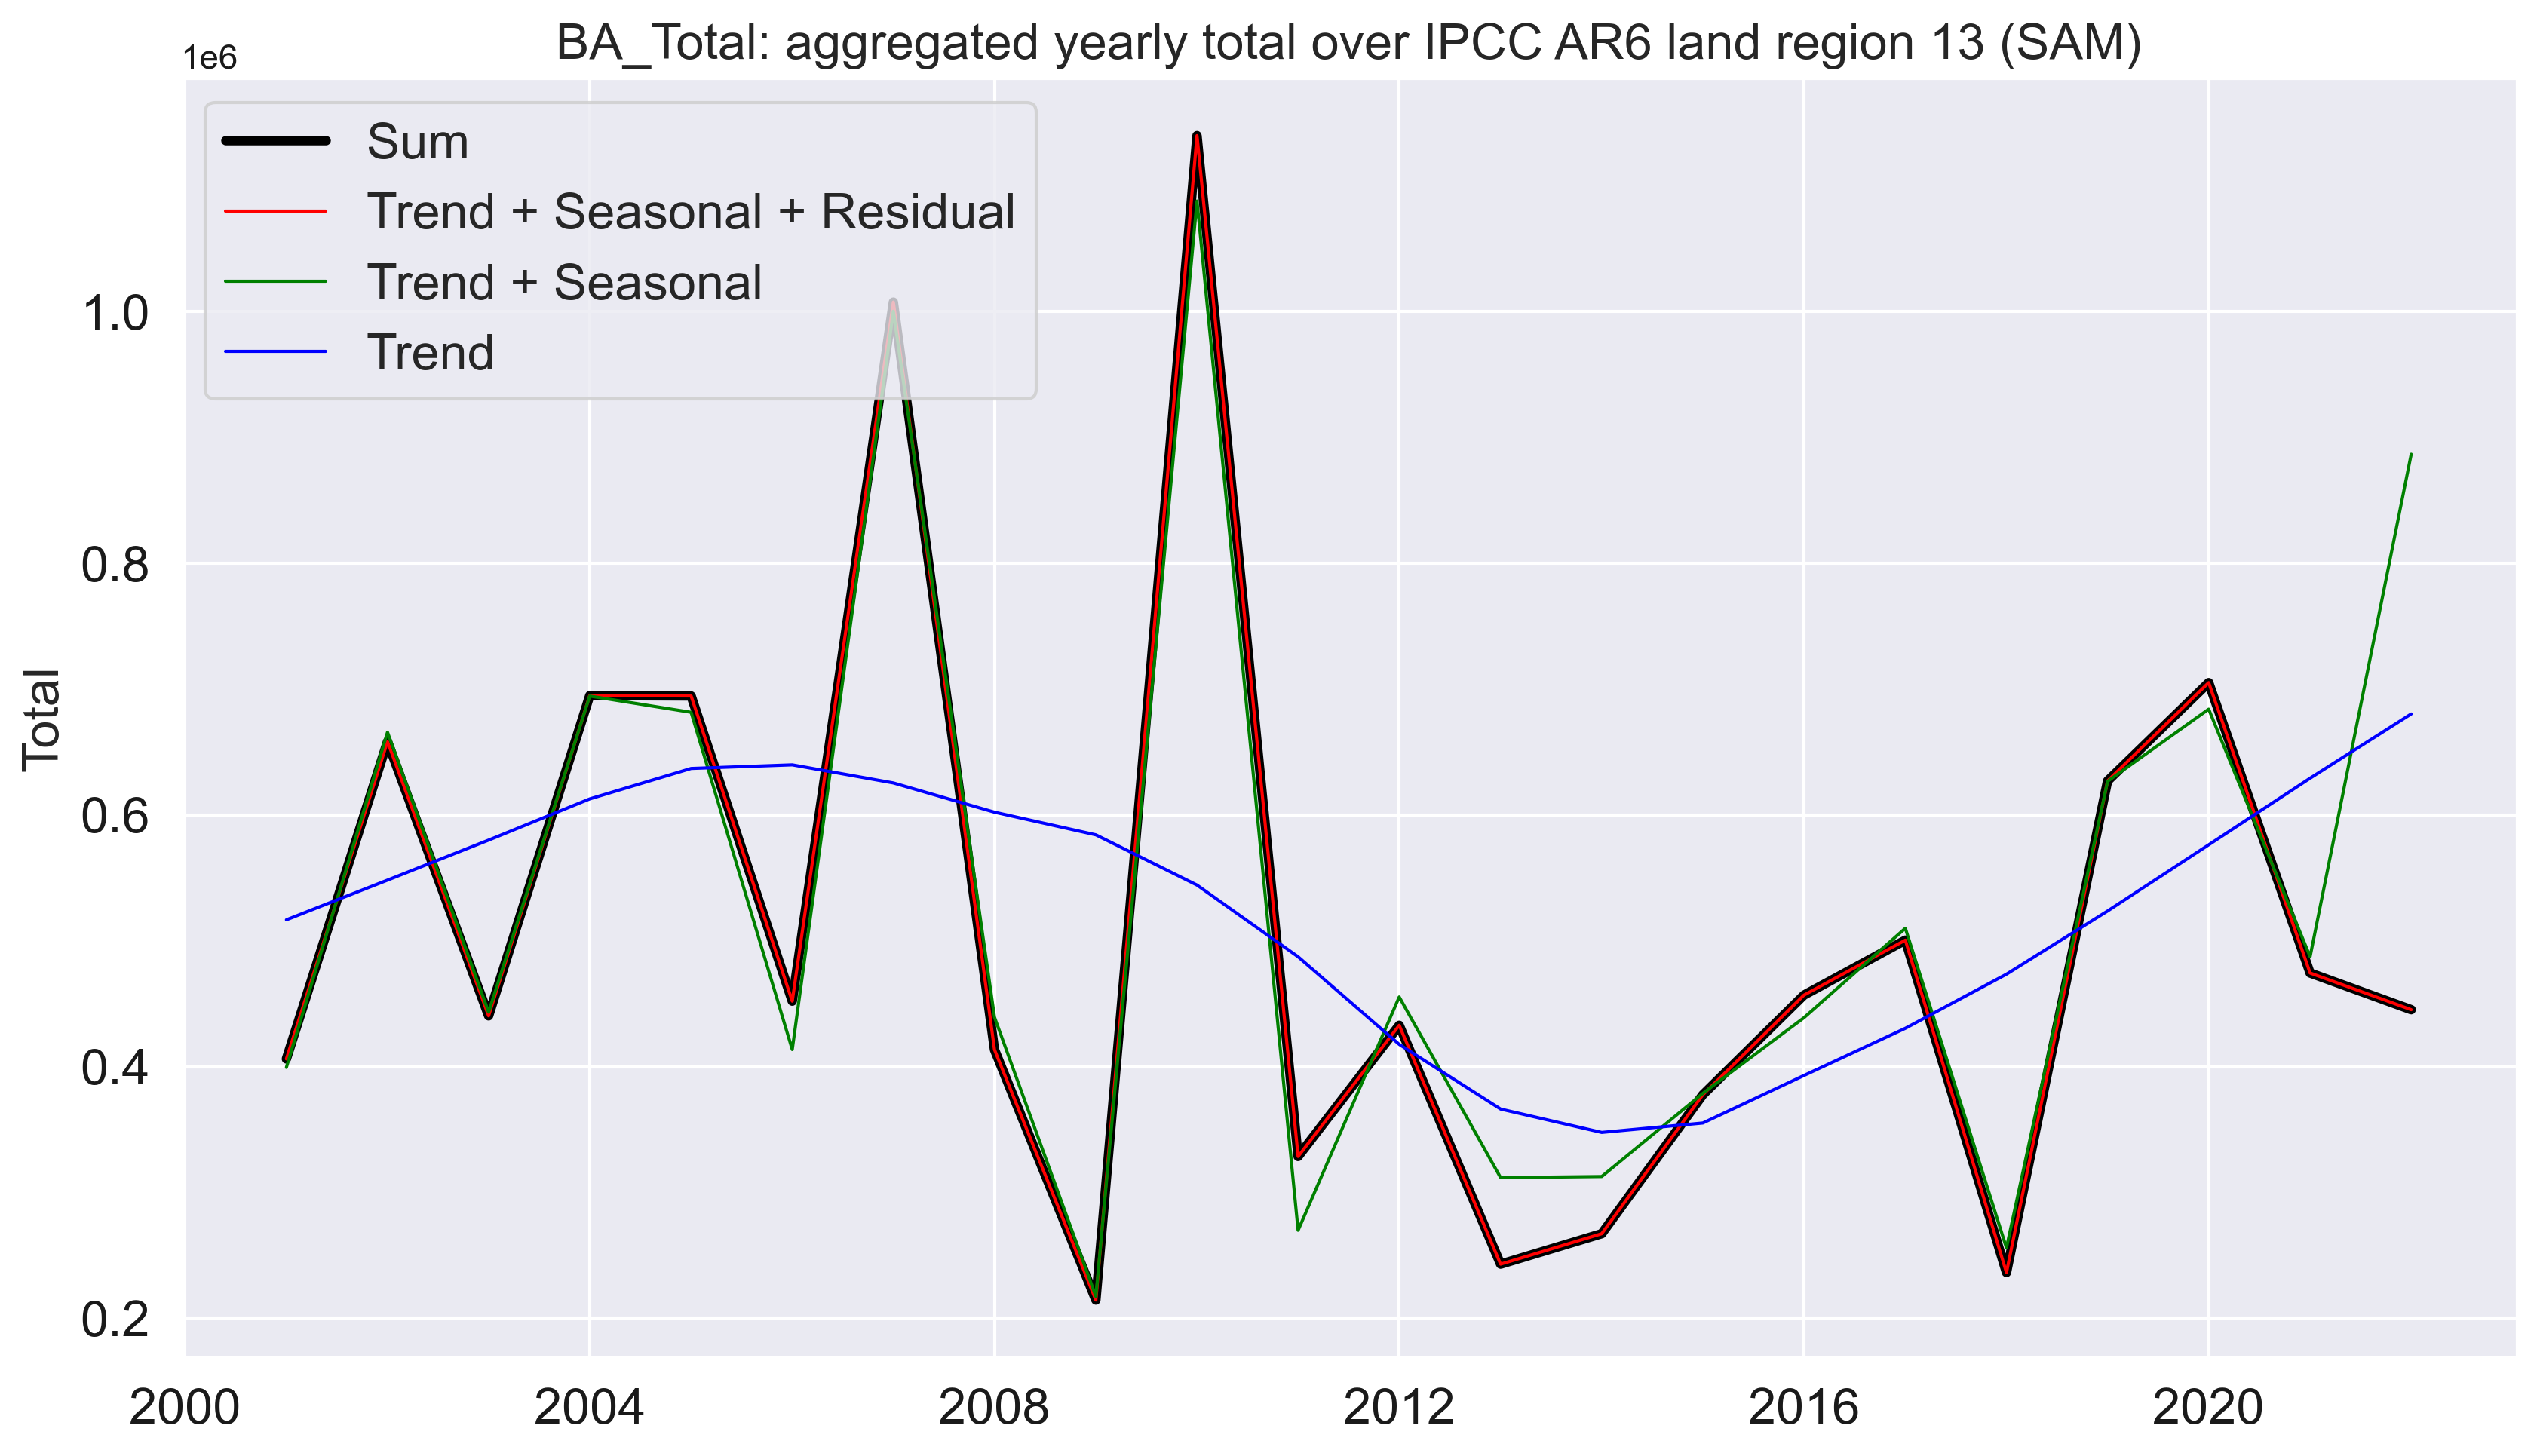 BA_Total: aggregated yearly total over IPCC AR6 land region 13 (SAM)
1e6
Sum
Trend + Seasonal + Residual
Trend + Seasonal
Trend
1.0
0.8
0.6
0.4
0.2
Total
2000 2004 2008 2012 2016 2020